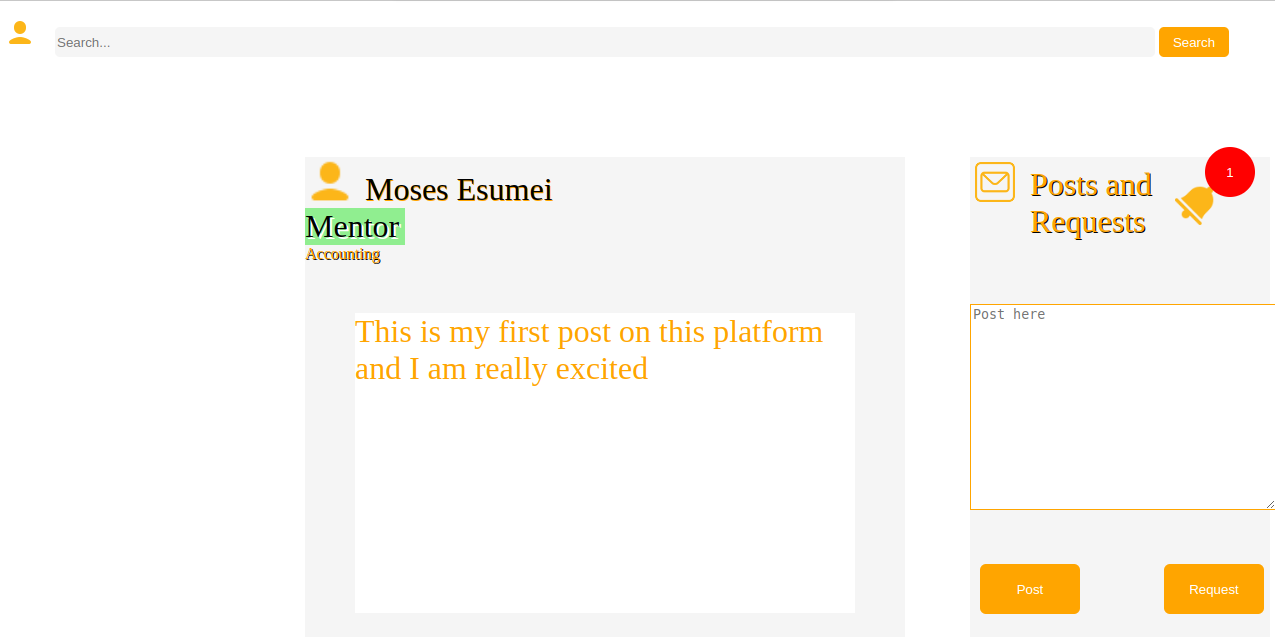 Search...
Search
Moses Esumei
Mentor
Accounting
This is my first post on this platform
and I am really excited
Posts and
Requests
1
Post here
Post
Request